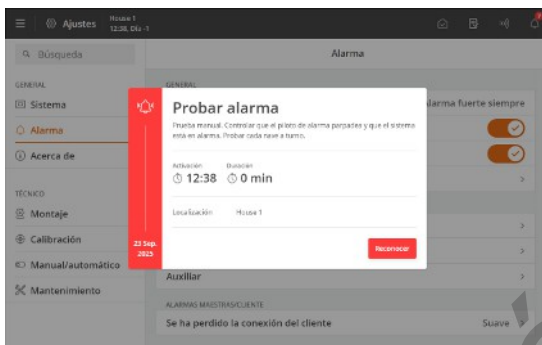 Ajustes
House 1
12:38, Día -1
Búsqueda
Alarma
GENERAL
GENERAL
Sistema
Alarma fuerte siempre
Alarma
Acerca de
TÉCNICO
Montaje
Calibración
Manual/automático
Mantenimiento
Probar alarma
Prueba manual. Controlar que el piloto de alarma parpadea y que el sistema
está en alarma. Probar cada nave a turno.
Activación
Duración
12:38
0 min
Localización
House 1
23 Sep.
2025
Reconocer
Auxiliar
ALARMAS MAESTRAS/CLIENTE
Se ha perdido la conexión del cliente
Suave